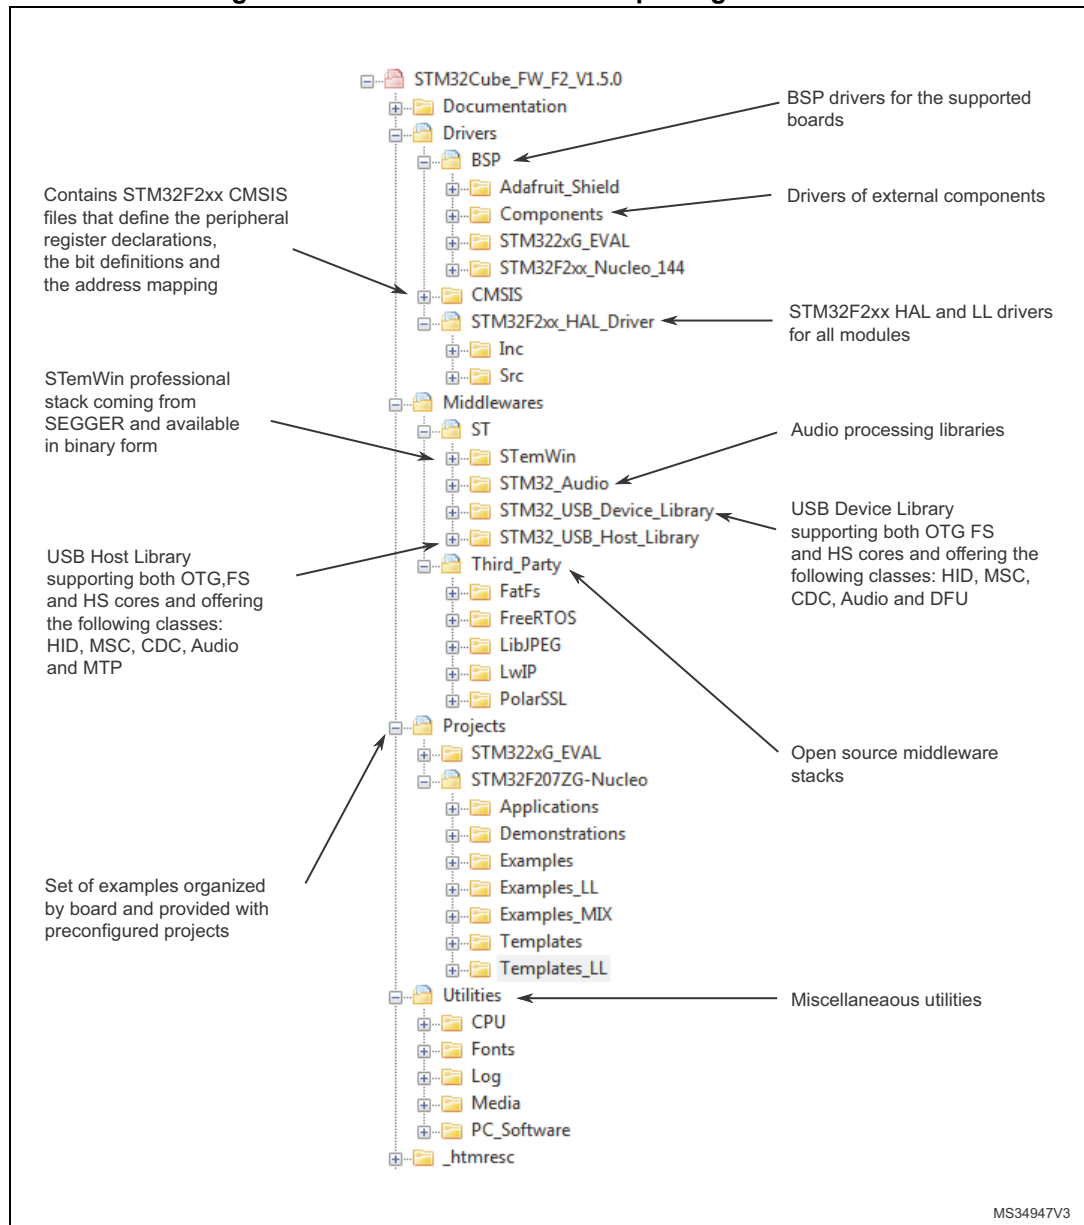 STM32Cube_FW_F2_V1.5.0
Documentation
Drivers
BSP
Adafruit_Shield
Components
STM322xG_EVAL
STM32F2xx_Nucleo_144
CMSIS
STM32F2xx_HAL_Driver
Inc
Src
Middlewares
ST
STemWin
STM32_Audio
STM32_USB_Device_Library
STM32_USB_Host_Library
Third_Party
FatFs
FreeRTOS
LibJPEG
LwIP
PolarSSL
Projects
STM322xG_EVAL
STM32F207ZG-Nucleo
Applications
Demonstrations
Examples
Examples_LL
Examples_MIX
Templates
Templates_LL
Utilities
CPU
Fonts
Log
Media
PC_Software
_htmresc
Contains STM32F2xx CMSIS
files that define the peripheral
register declarations,
the bit definitions and
the address mapping
STemWin professional
stack coming from
SEGGER and available
in binary form
USB Host Library
supporting both OTG,FS
and HS cores and offering
the following classes:
HID, MSC, CDC, Audio
and MTP
Set of examples organized
by board and provided with
preconfigured projects
BSP drivers for the supported
boards
Drivers of external components
STM32F2xx HAL and LL drivers
for all modules
Audio processing libraries
USB Device Library
supporting both OTG FS
and HS cores and offering the
following classes: HID, MSC,
CDC, Audio and DFU
Open source middleware
stacks
Miscellaneaous utilities
MS34947V3